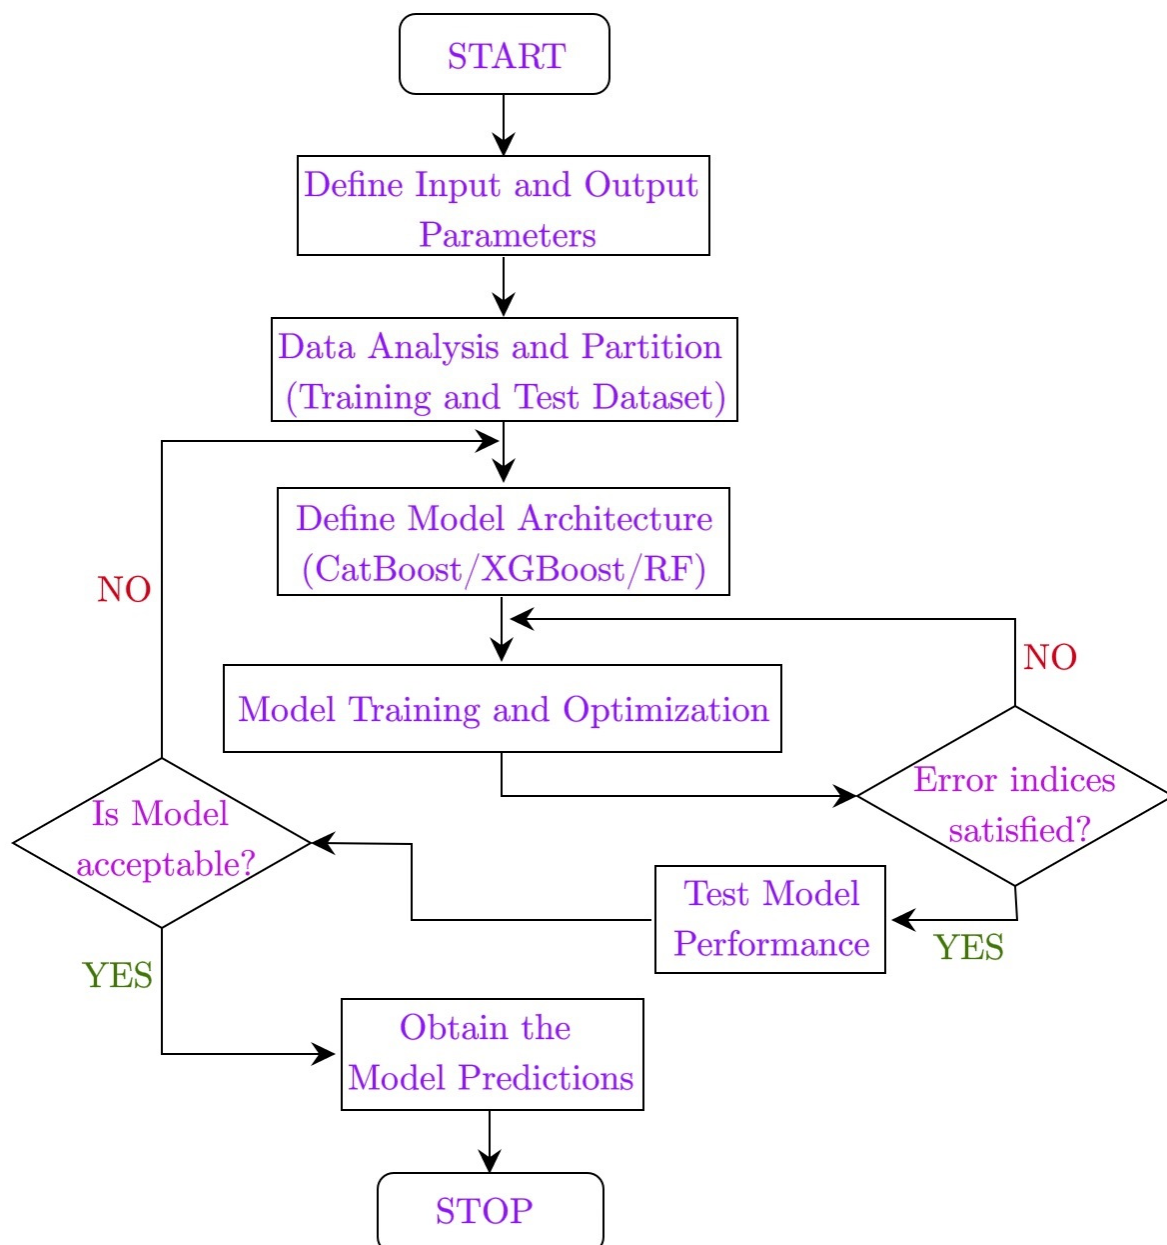 START
Define Input and Output
Parameters
Data Analysis and Partition
(Training and Test Dataset)
Define Model Architecture
(CatBoost/XGBoost/RF)
NO
NO
Model Training and Optimization
Error indices
satisfied?
Is Model
acceptable?
Test Model
Performance
YES
YES
Obtain the
Model Predictions
STOP